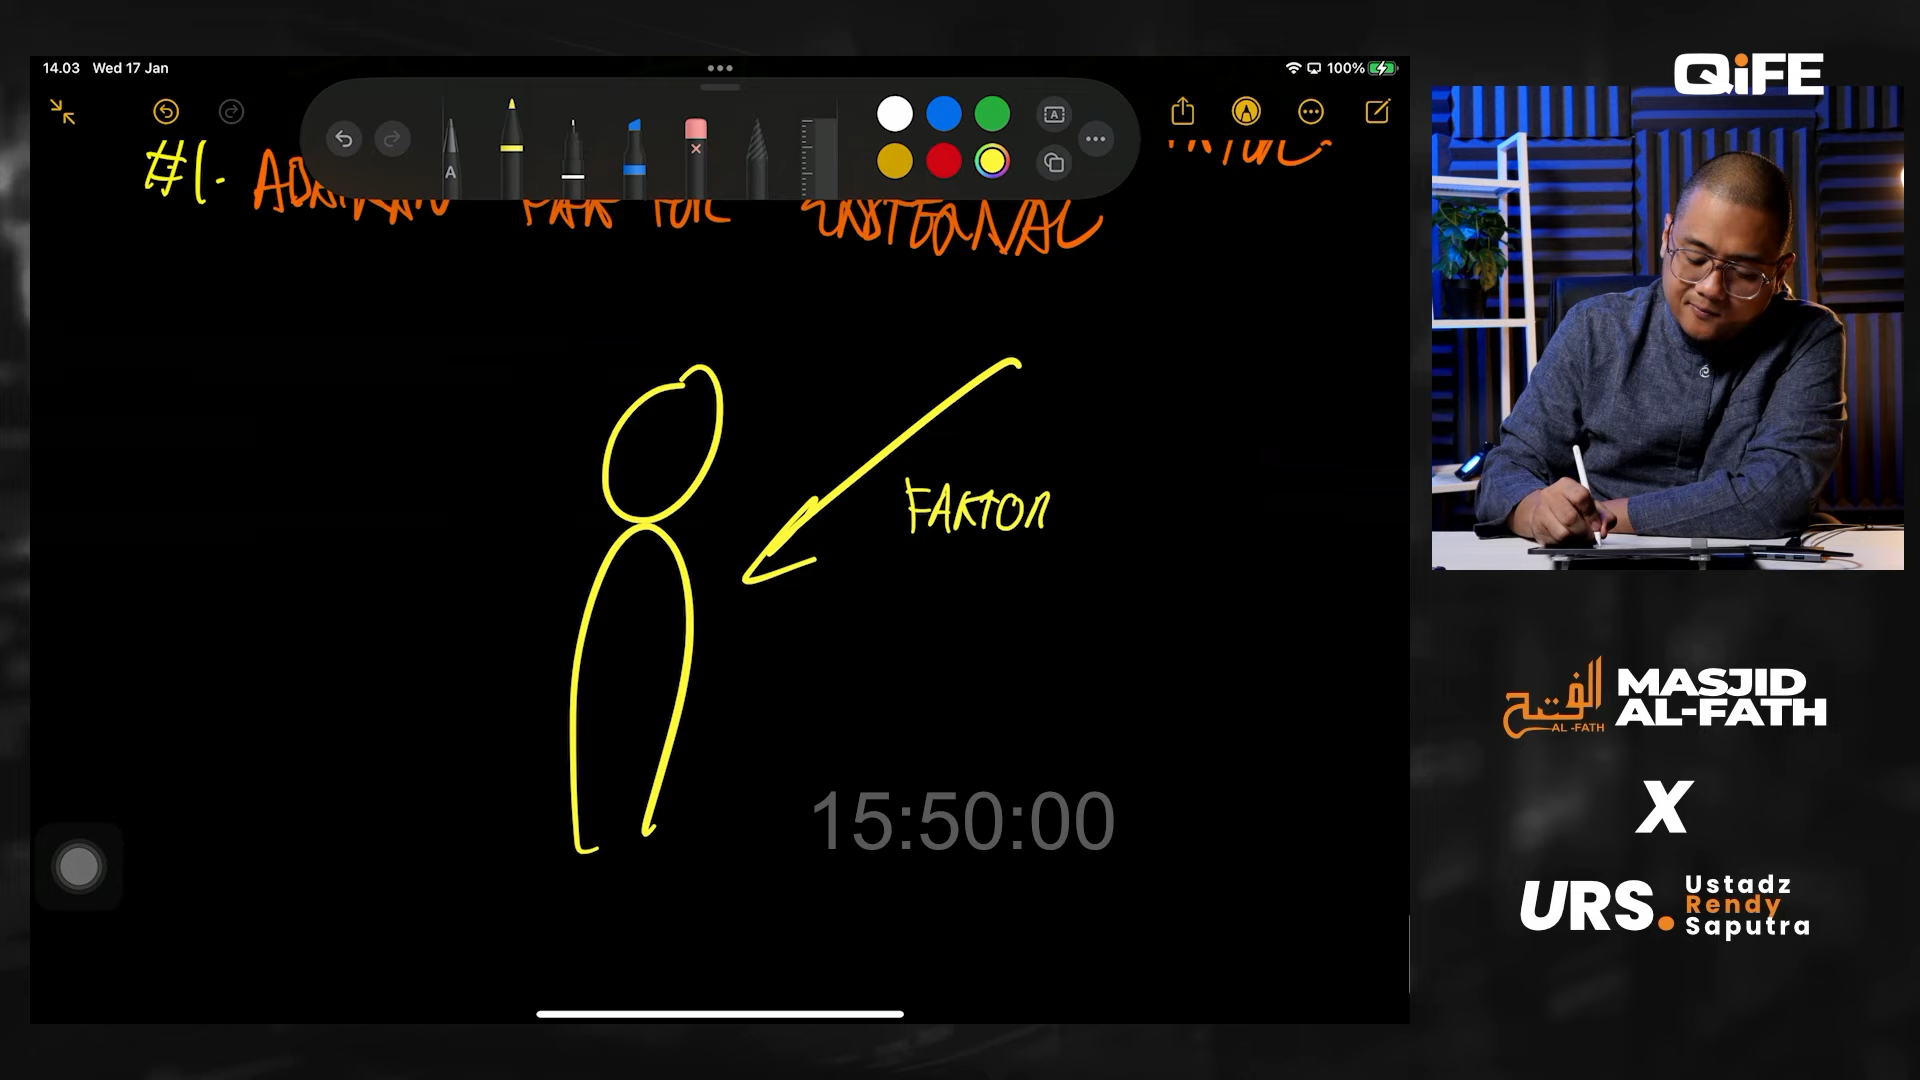 14.03 Wed 17 Jan
100%
QiFE
#1.
A
A
FAKTOR
15:50:00
الفتح
AL-FATH
MASJID
AL-FATH
X
URS.
Ustadz
Rendy
Saputra